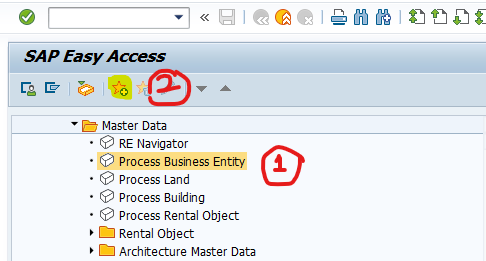 SAP Easy Access
2
Master Data
RE Navigator
Process Business Entity
1
Process Land
Process Building
Process Rental Object
Rental Object
Architecture Master Data